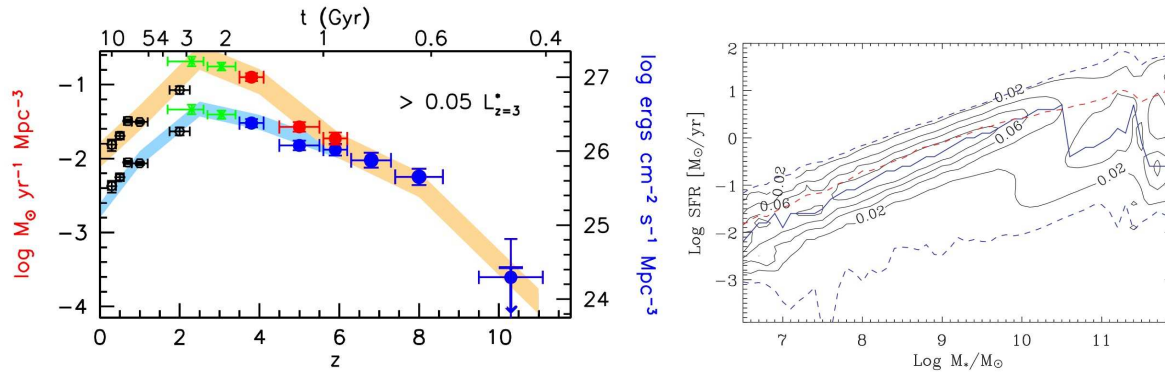 t (Gyr)
10 54 3 2 1 0.6 0.4
log M⊙ yr⁻¹ Mpc⁻³
-1
-2
-3
-4
> 0.05 L*z=3
27
26
25
24
log ergs cm⁻² s⁻¹ Mpc⁻³
0 2 4 6 8 10
z
Log SFR [M⊙/yr]
2
1
0
-1
-2
-3
0.02
0.06
0.02
0.02
0.06
0.02
7 8 9 10 11
Log M*/M⊙